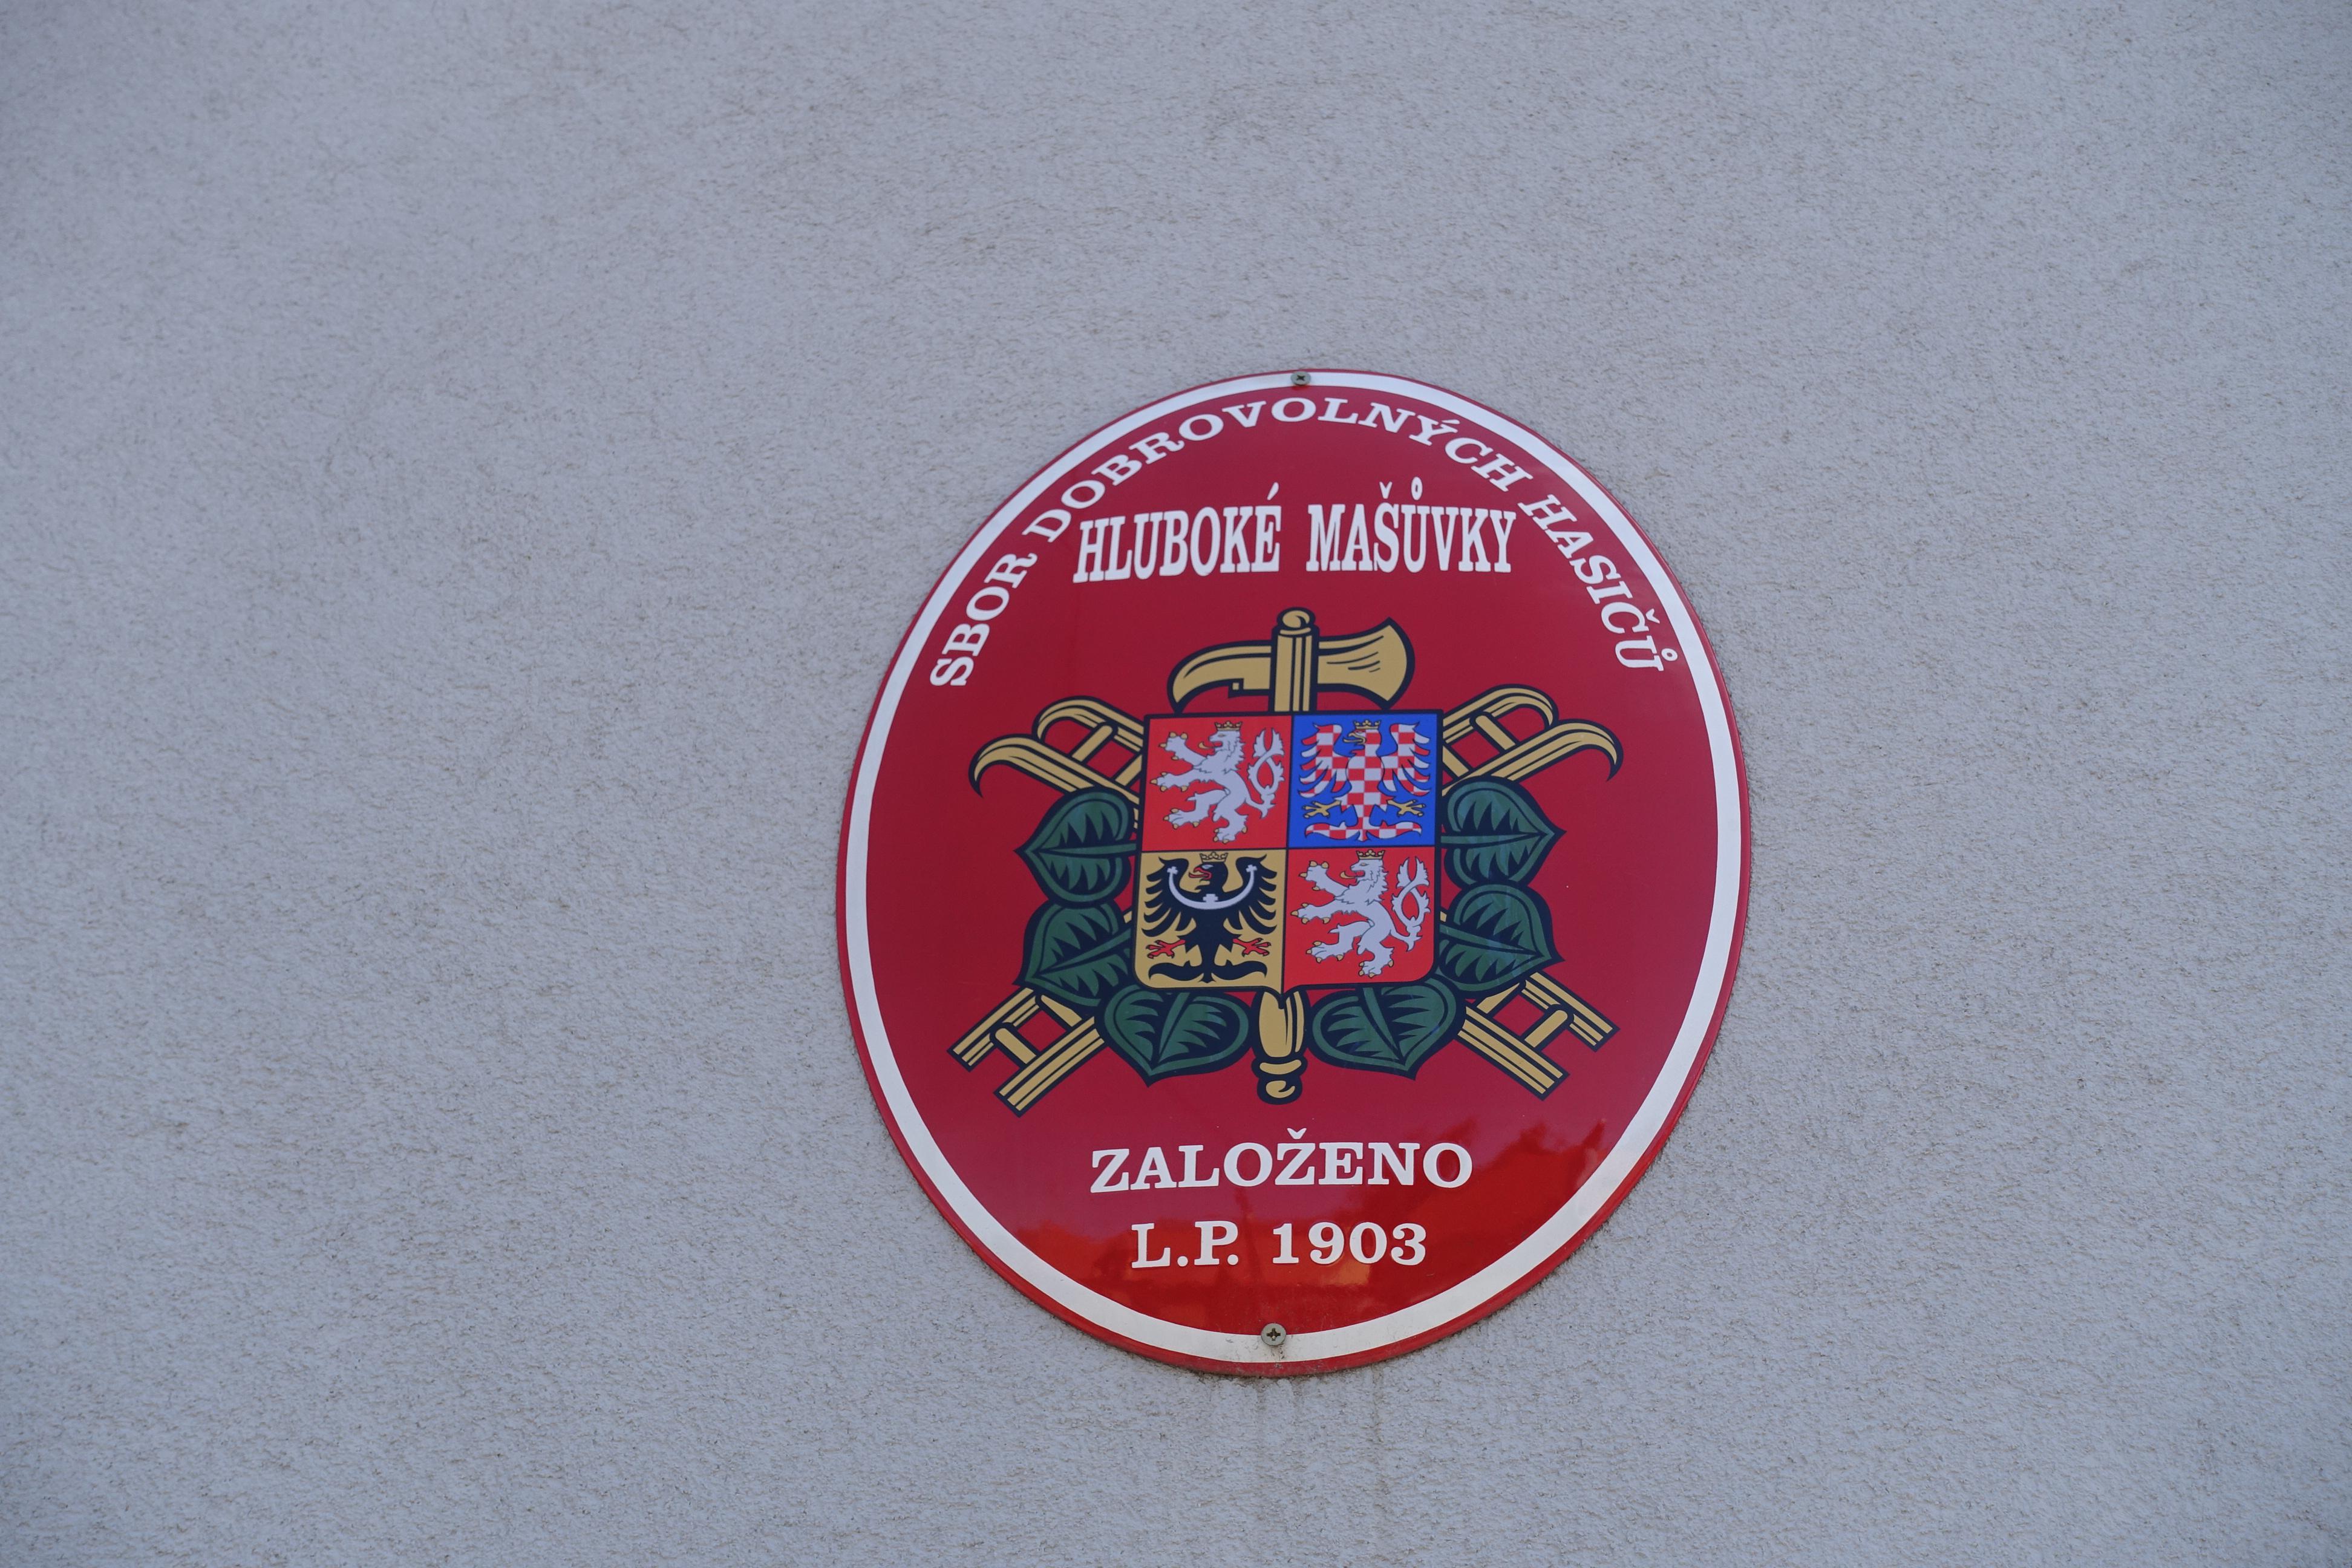 SBOR DOBROVOLNÝCH HASIČŮ
HLUBOKÉ MAŠŮVKY
ZALOŽENO
L.P. 1903